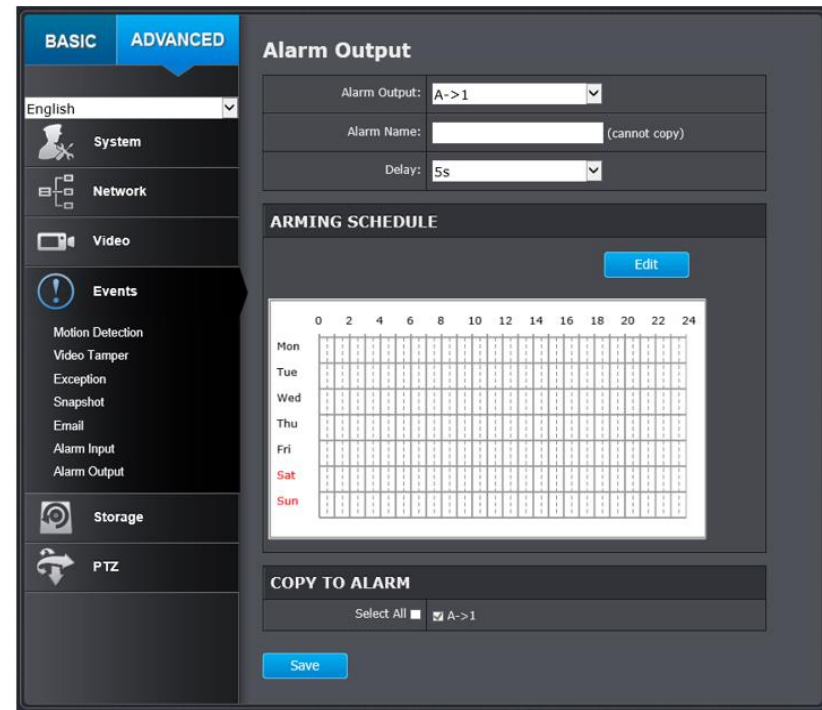 BASIC ADVANCED
English
System
Network
Video
Events
Motion Detection
Video Tamper
Exception
Snapshot
Email
Alarm Input
Alarm Output
Storage
PTZ
Alarm Output
Alarm Output: A->1
Alarm Name: (cannot copy)
Delay: 5s
ARMING SCHEDULE
Edit
0 2 4 6 8 10 12 14 16 18 20 22 24
Mon
Tue
Wed
Thu
Fri
Sat
Sun
COPY TO ALARM
Select All A->1
Save